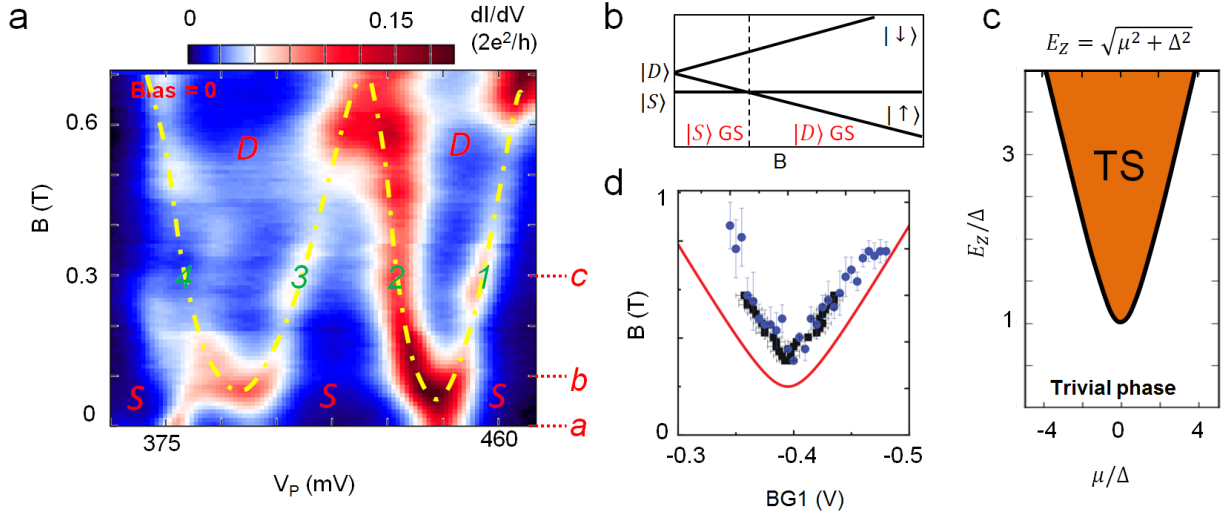 a
0
0.15
dI/dV
(2e²/h)
Bias = 0
D
D
4
3
2
1
S
S
S
0.6
0.3
0
B (T)
c
b
a
375
460
V_P (mV)
b
|D⟩
|S⟩
|↓⟩
|↑⟩
|S⟩ GS
|D⟩ GS
B
d
1
0
B (T)
-0.3
-0.4
-0.5
BG1 (V)
c
E_Z = √(μ² + Δ²)
TS
Trivial phase
3
1
E_Z/Δ
-4
0
4
μ/Δ